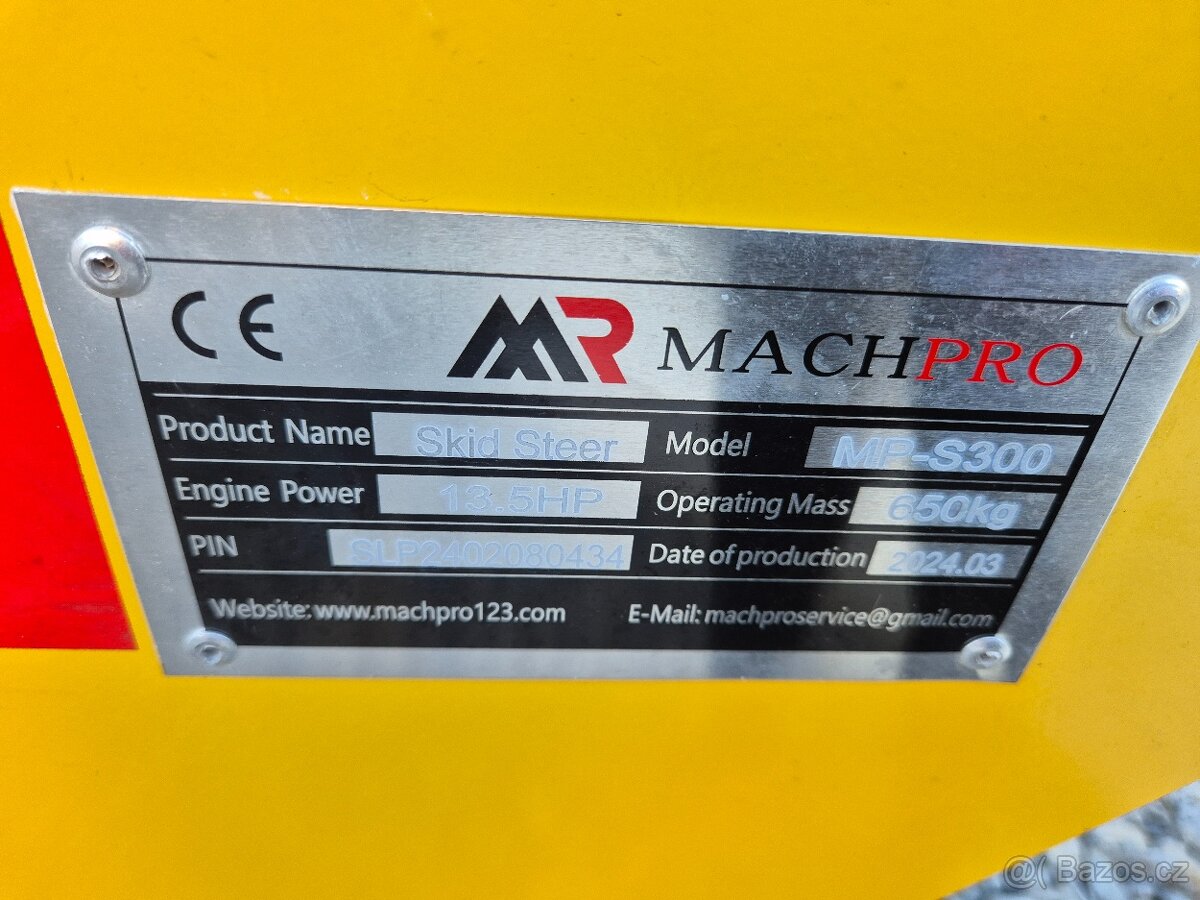 CE MR MACHPRO
Product Name Skid Steer Model MP-S300
Engine Power 13.5HP Operating Mass 650kg
PIN SLP2402080434 Date of production 2024.03
Website: www.machpro123.com E-Mail: machproservice@gmail.com
@( Bazos.cz